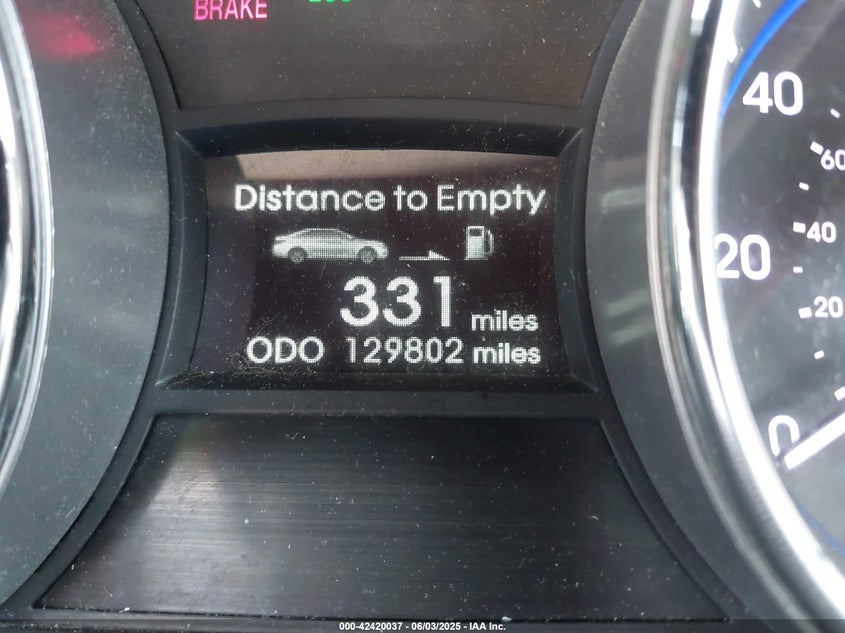 BRAKE
Distance to Empty
331 miles
ODO 129802 miles
40
60
40
20
20
0
000-42420037 - 06/03/2025 - IAA Inc.